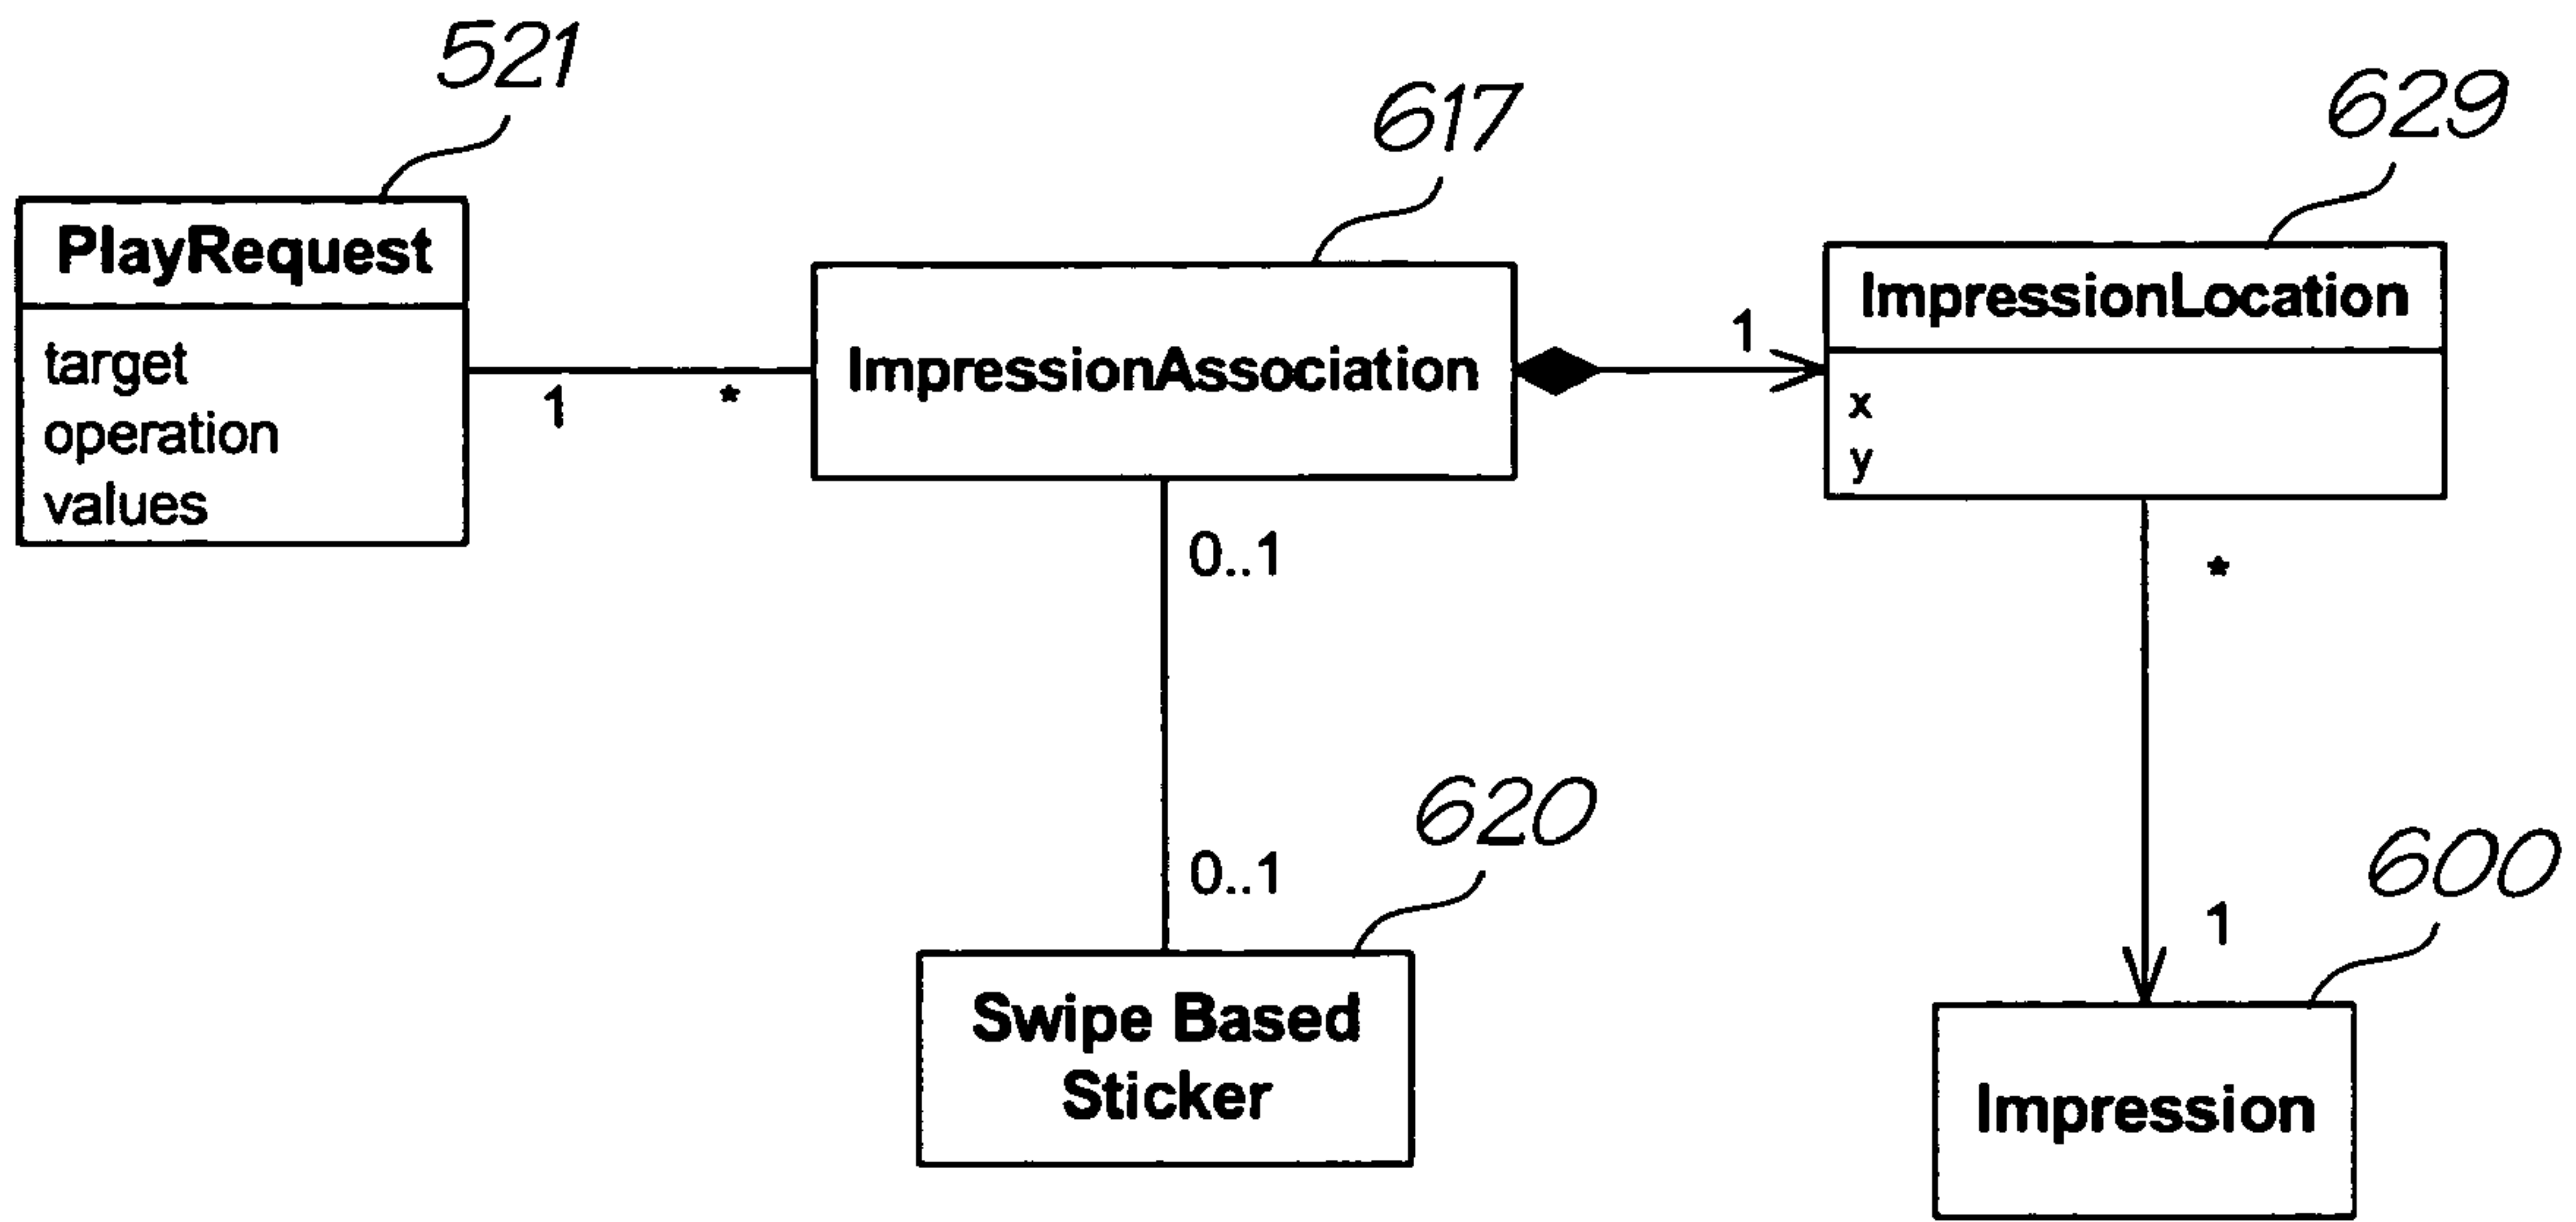 521
617
629
PlayRequest
target
operation
values
1
*
ImpressionAssociation
1
ImpressionLocation
x
y
0..1
*
0..1
620
1
600
Swipe Based
Sticker
Impression